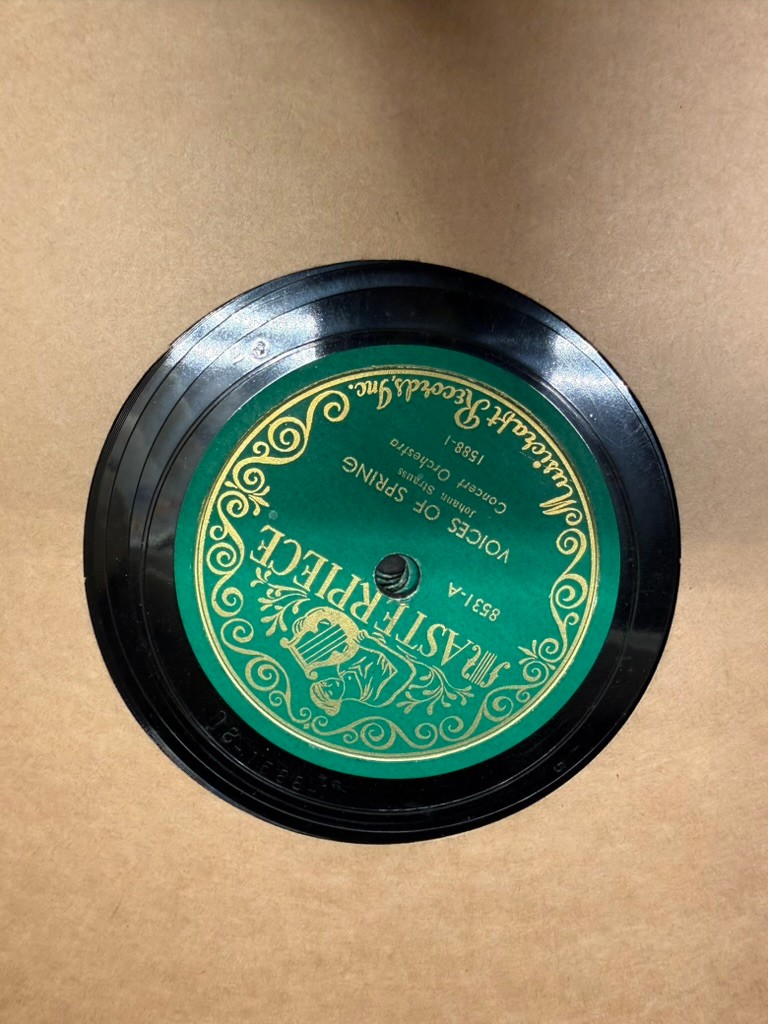 MASTERPIECE
8531-A
VOICES OF SPRING
Johann Strauss
Concert Orchestra
1588-1
Musicraft Records, Inc.